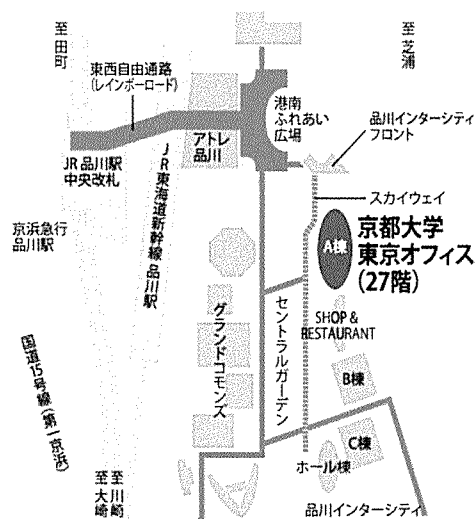 至田町
至芝浦
東西自由通路
(レインボーロード)
港南
ふれあい
広場
品川インターシティ
フロント
アトレ
品川
JR 品川駅
中央改札
スカイウェイ
JR東海道新幹線 品川駅
京浜急行
品川駅
A棟
京都大学
東京オフィス
(27階)
グランドコモンズ
セントラルガーデン
SHOP &
RESTAURANT
国道15号線(第一京浜)
B棟
C棟
ホール棟
至大崎
至川崎
品川インターシティ